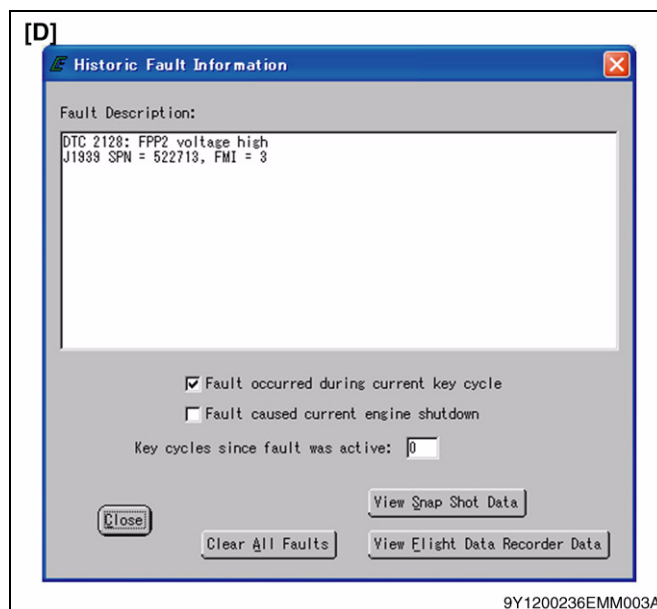 [D]
Historic Fault Information
Fault Description:
DTC 2128: FPP2 voltage high
J1939 SPN = 522713, FMI = 3
Fault occurred during current key cycle
Fault caused current engine shutdown
Key cycles since fault was active: 0
View Snap Shot Data
Close
Clear All Faults
View Flight Data Recorder Data
9Y1200236EMM003A